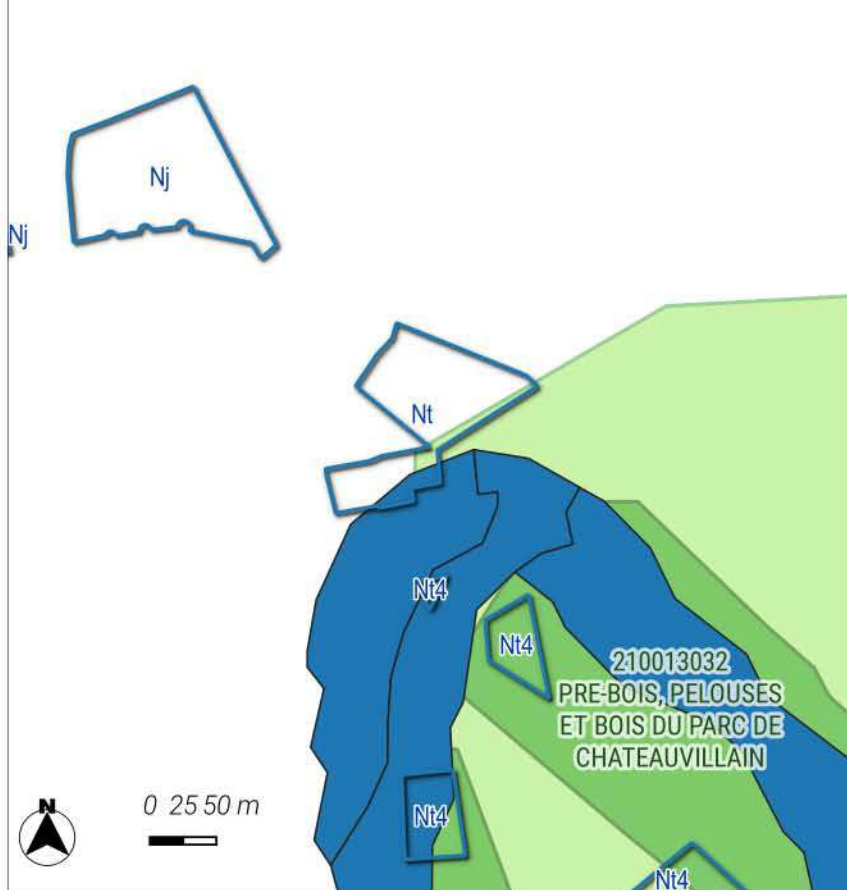 Nj
Nj
Nt
Nt4
Nt4
210013032
PRE-BOIS, PELOUSES
ET BOIS DU PARC DE
CHATEAUVILLAIN
N
0 25 50 m
Nt4
Nt4